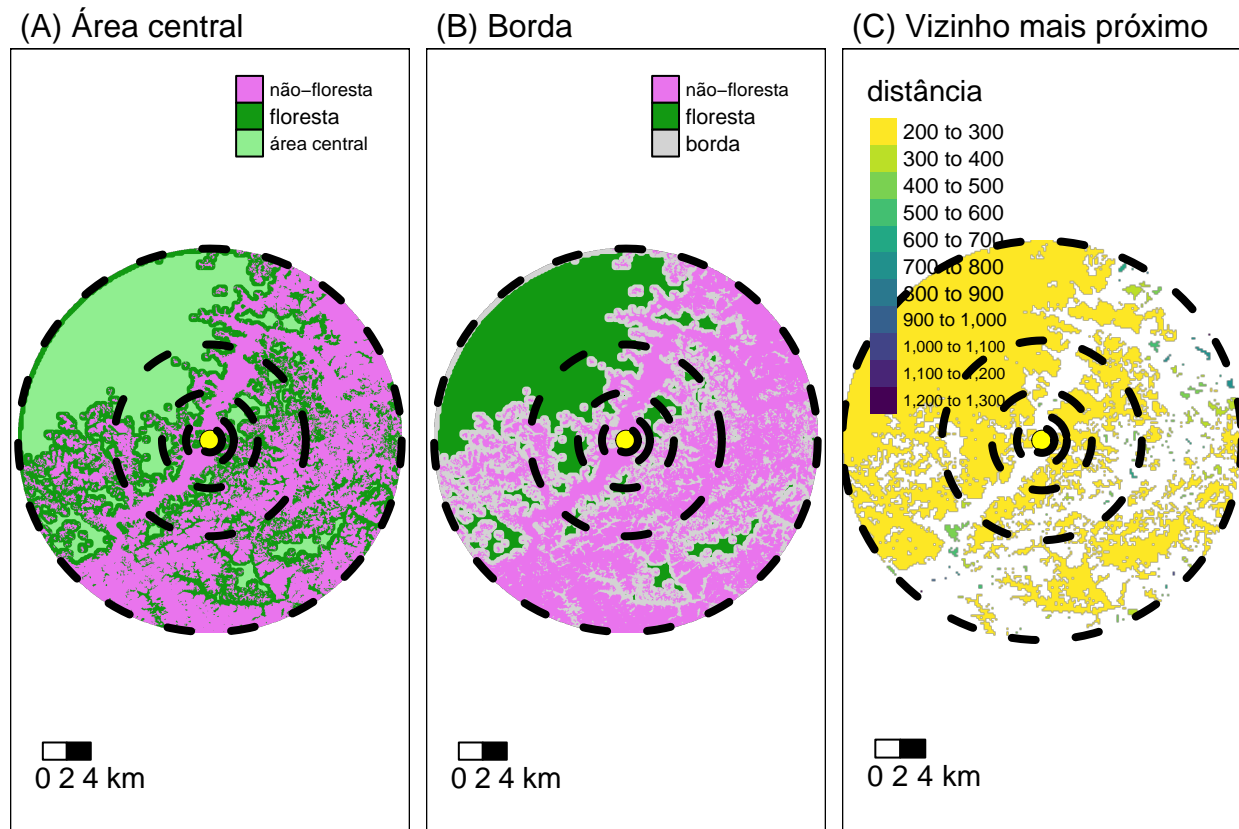 (A) Área central
não−floresta
floresta
área central
0 2 4 km
(B) Borda
não−floresta
floresta
borda
0 2 4 km
(C) Vizinho mais próximo
distância
200 to 300
300 to 400
400 to 500
500 to 600
600 to 700
700 to 800
800 to 900
900 to 1,000
1,000 to 1,100
1,100 to 1,200
1,200 to 1,300
0 2 4 km